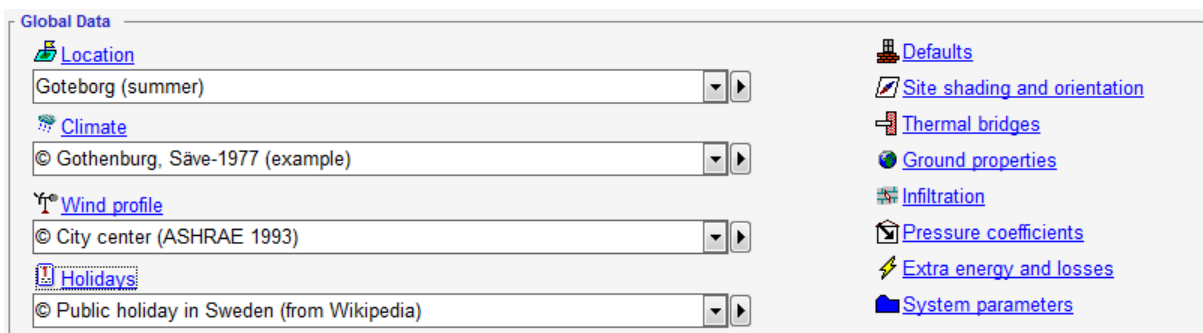 Global Data
Location
Goteborg (summer)
Climate
© Gothenburg, Säve-1977 (example)
Wind profile
© City center (ASHRAE 1993)
Holidays
© Public holiday in Sweden (from Wikipedia)
Defaults
Site shading and orientation
Thermal bridges
Ground properties
Infiltration
Pressure coefficients
Extra energy and losses
System parameters